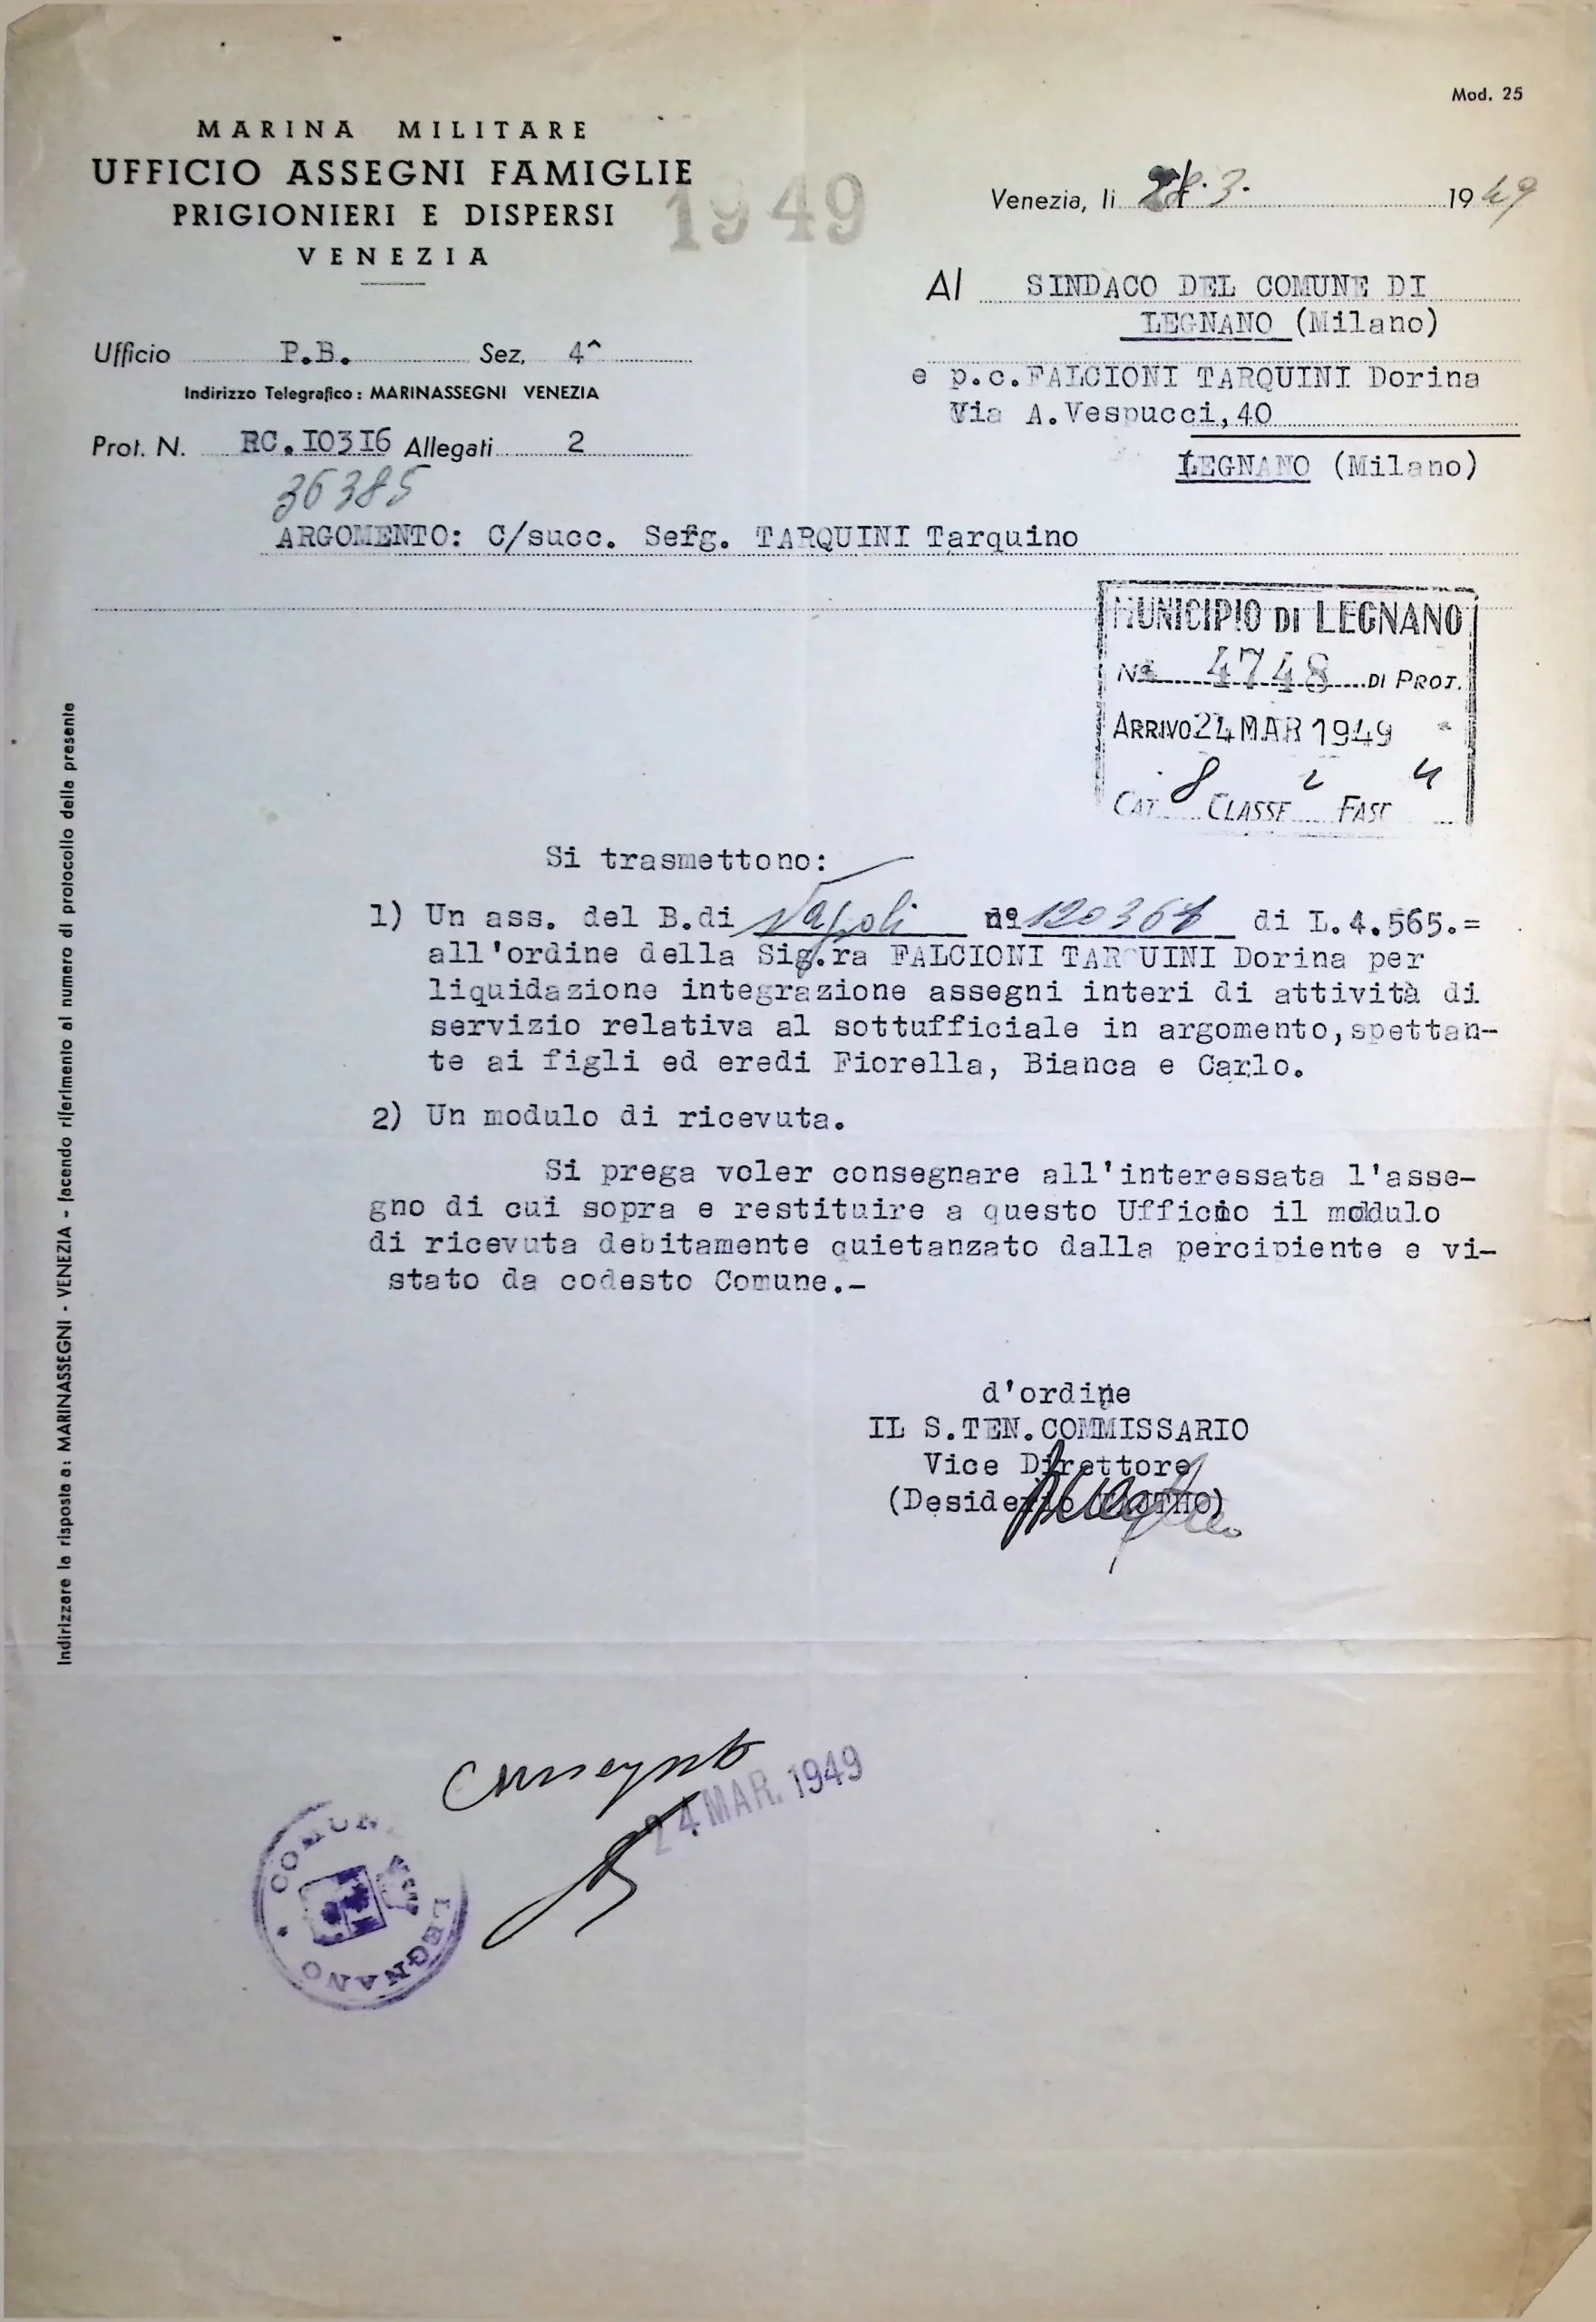 Mod. 25
MARINA MILITARE
UFFICIO ASSEGNI FAMIGLIE
PRIGIONIERI E DISPERSI
VENEZIA
1949
Venezia, li 3. 1949
Al SINDACO DEL COMUNE DI
LEGNANO (Milano)
e p.c. FALCIONI TARQUINI Dorina
Via A.Vespucci,40
LEGNANO (Milano)
Ufficio P.B. Sez. 4^
Indirizzo Telegrafico: MARINASSEGNI VENEZIA
Prot. N. RC.I03I6 Allegati 2
36385
ARGOMENTO: C/succ. Serg. TARQUINI Tarquino
MUNICIPIO DI LEGNANO
No 4748 DI PROT.
ARRIVO 24 MAR 1949
CAT. 8 CLASSE 2 FASC 4
Si trasmettono:
1) Un ass. del B.di Napoli n° di L.4.565.=
all'ordine della Sig.ra FALCIONI TARQUINI Dorina per
liquidazione integrazione assegni interi di attività di
servizio relativa al sottufficiale in argomento,spettan-
te ai figli ed eredi Fiorella, Bianca e Carlo.
2) Un modulo di ricevuta.
Si prega voler consegnare all'interessata l'asse-
gno di cui sopra e restituire a questo Ufficio il modulo
di ricevuta debitamente quietanzato dalla percipiente e vi-
stato da codesto Comune.-
d'ordine
IL S.TEN.COMMISSARIO
Vice Direttore
(Desiderio
Indirizzare la risposta a: MARINASSEGNI - VENEZIA - facendo riferimento al numero di protocollo della presente
Consegnato
24 MAR. 1949
COMUNE LEGNANO